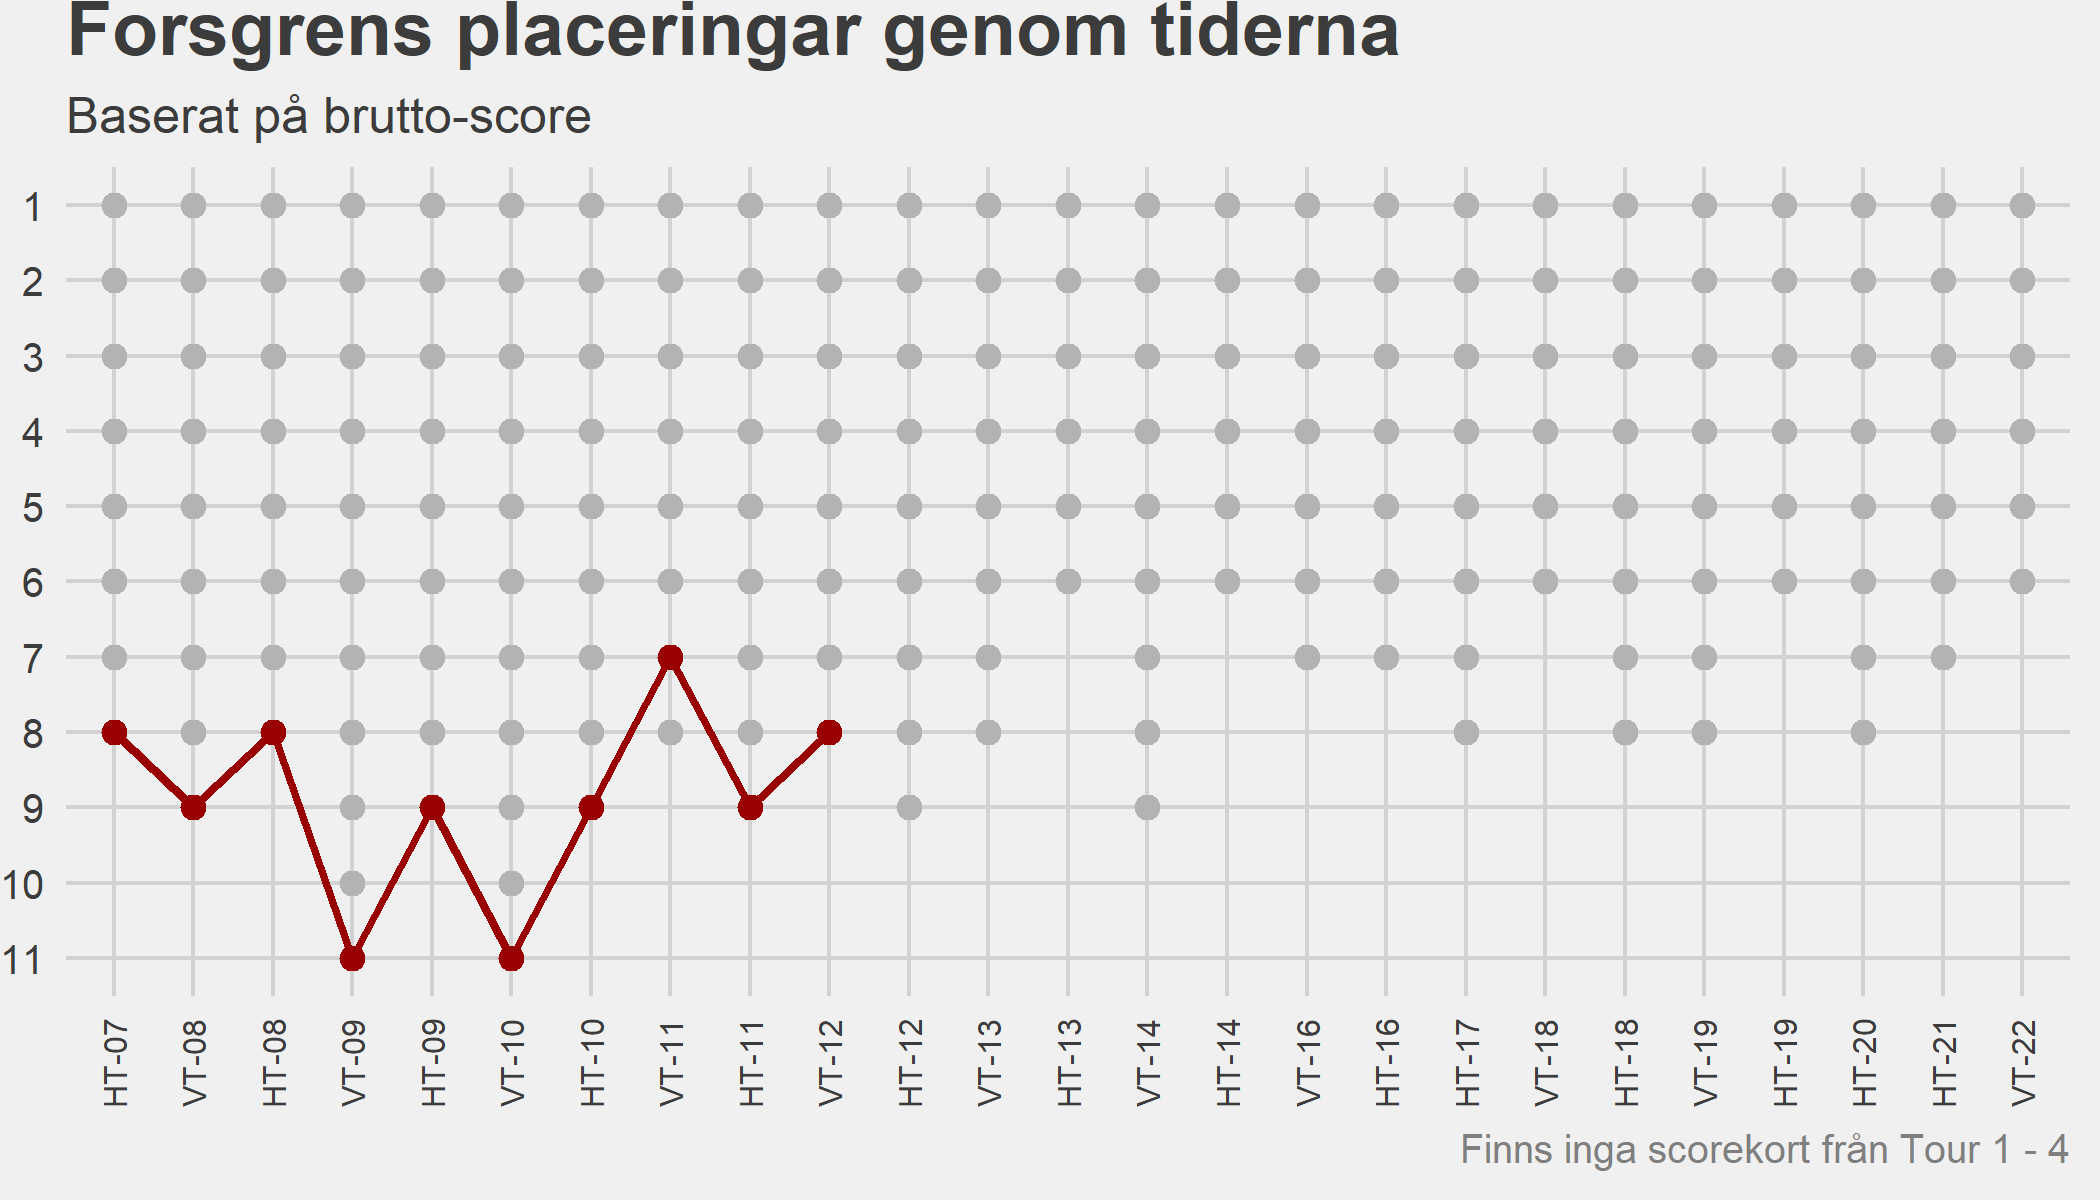 Forsgrens placeringar genom tiderna
Baserat på brutto-score
1
2
3
4
5
6
7
8
9
10
11
HT-07
VT-08
HT-08
VT-09
HT-09
VT-10
HT-10
VT-11
HT-11
VT-12
HT-12
VT-13
HT-13
VT-14
HT-14
VT-16
HT-16
HT-17
VT-18
HT-18
VT-19
HT-19
HT-20
HT-21
VT-22
Finns inga scorekort från Tour 1 - 4